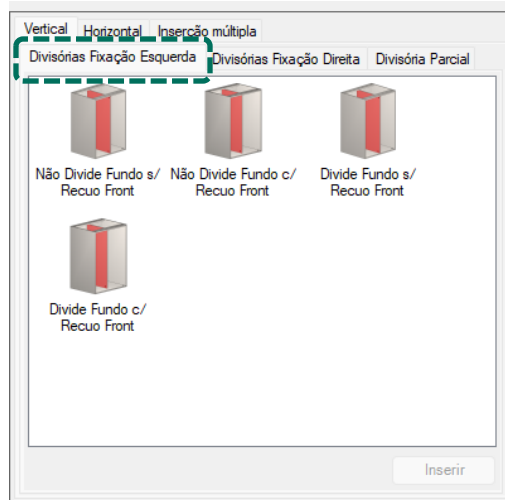 Vertical Horizontal Inserção múltipla
Divisórias Fixação Esquerda Divisórias Fixação Direita Divisória Parcial
Não Divide Fundo s/ Não Divide Fundo c/ Divide Fundo s/
Recuo Front Recuo Front Recuo Front
Divide Fundo c/
Recuo Front
Inserir